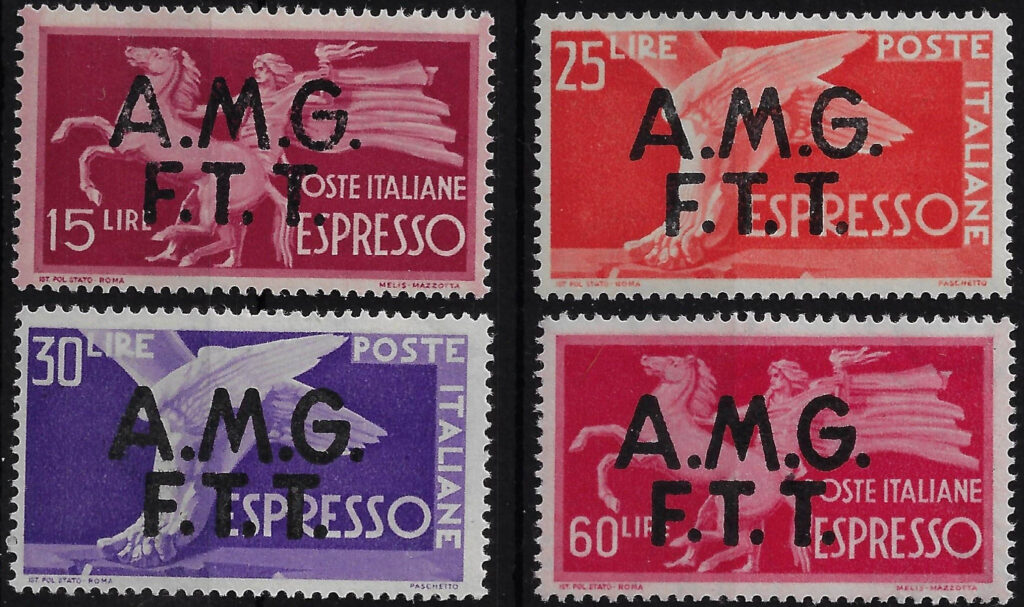 A.M.G.
F.T.T.
POSTE ITALIANE
15 LIRE
ESPRESSO
IST. POL. STATO - ROMA
MELIS-MAZZOTTA
25 LIRE
POSTE
ITALIANE
A.M.G.
F.T.T.
ESPRESSO
IST. POL. STATO - ROMA
PASCHETTO
30 LIRE
POSTE
ITALIANE
A.M.G.
F.T.T.
ESPRESSO
IST. POL. STATO - ROMA
PASCHETTO
A.M.G.
F.T.T.
POSTE ITALIANE
60 LIRE
ESPRESSO
IST. POL. STATO - ROMA
MELIS-MAZZOTTA